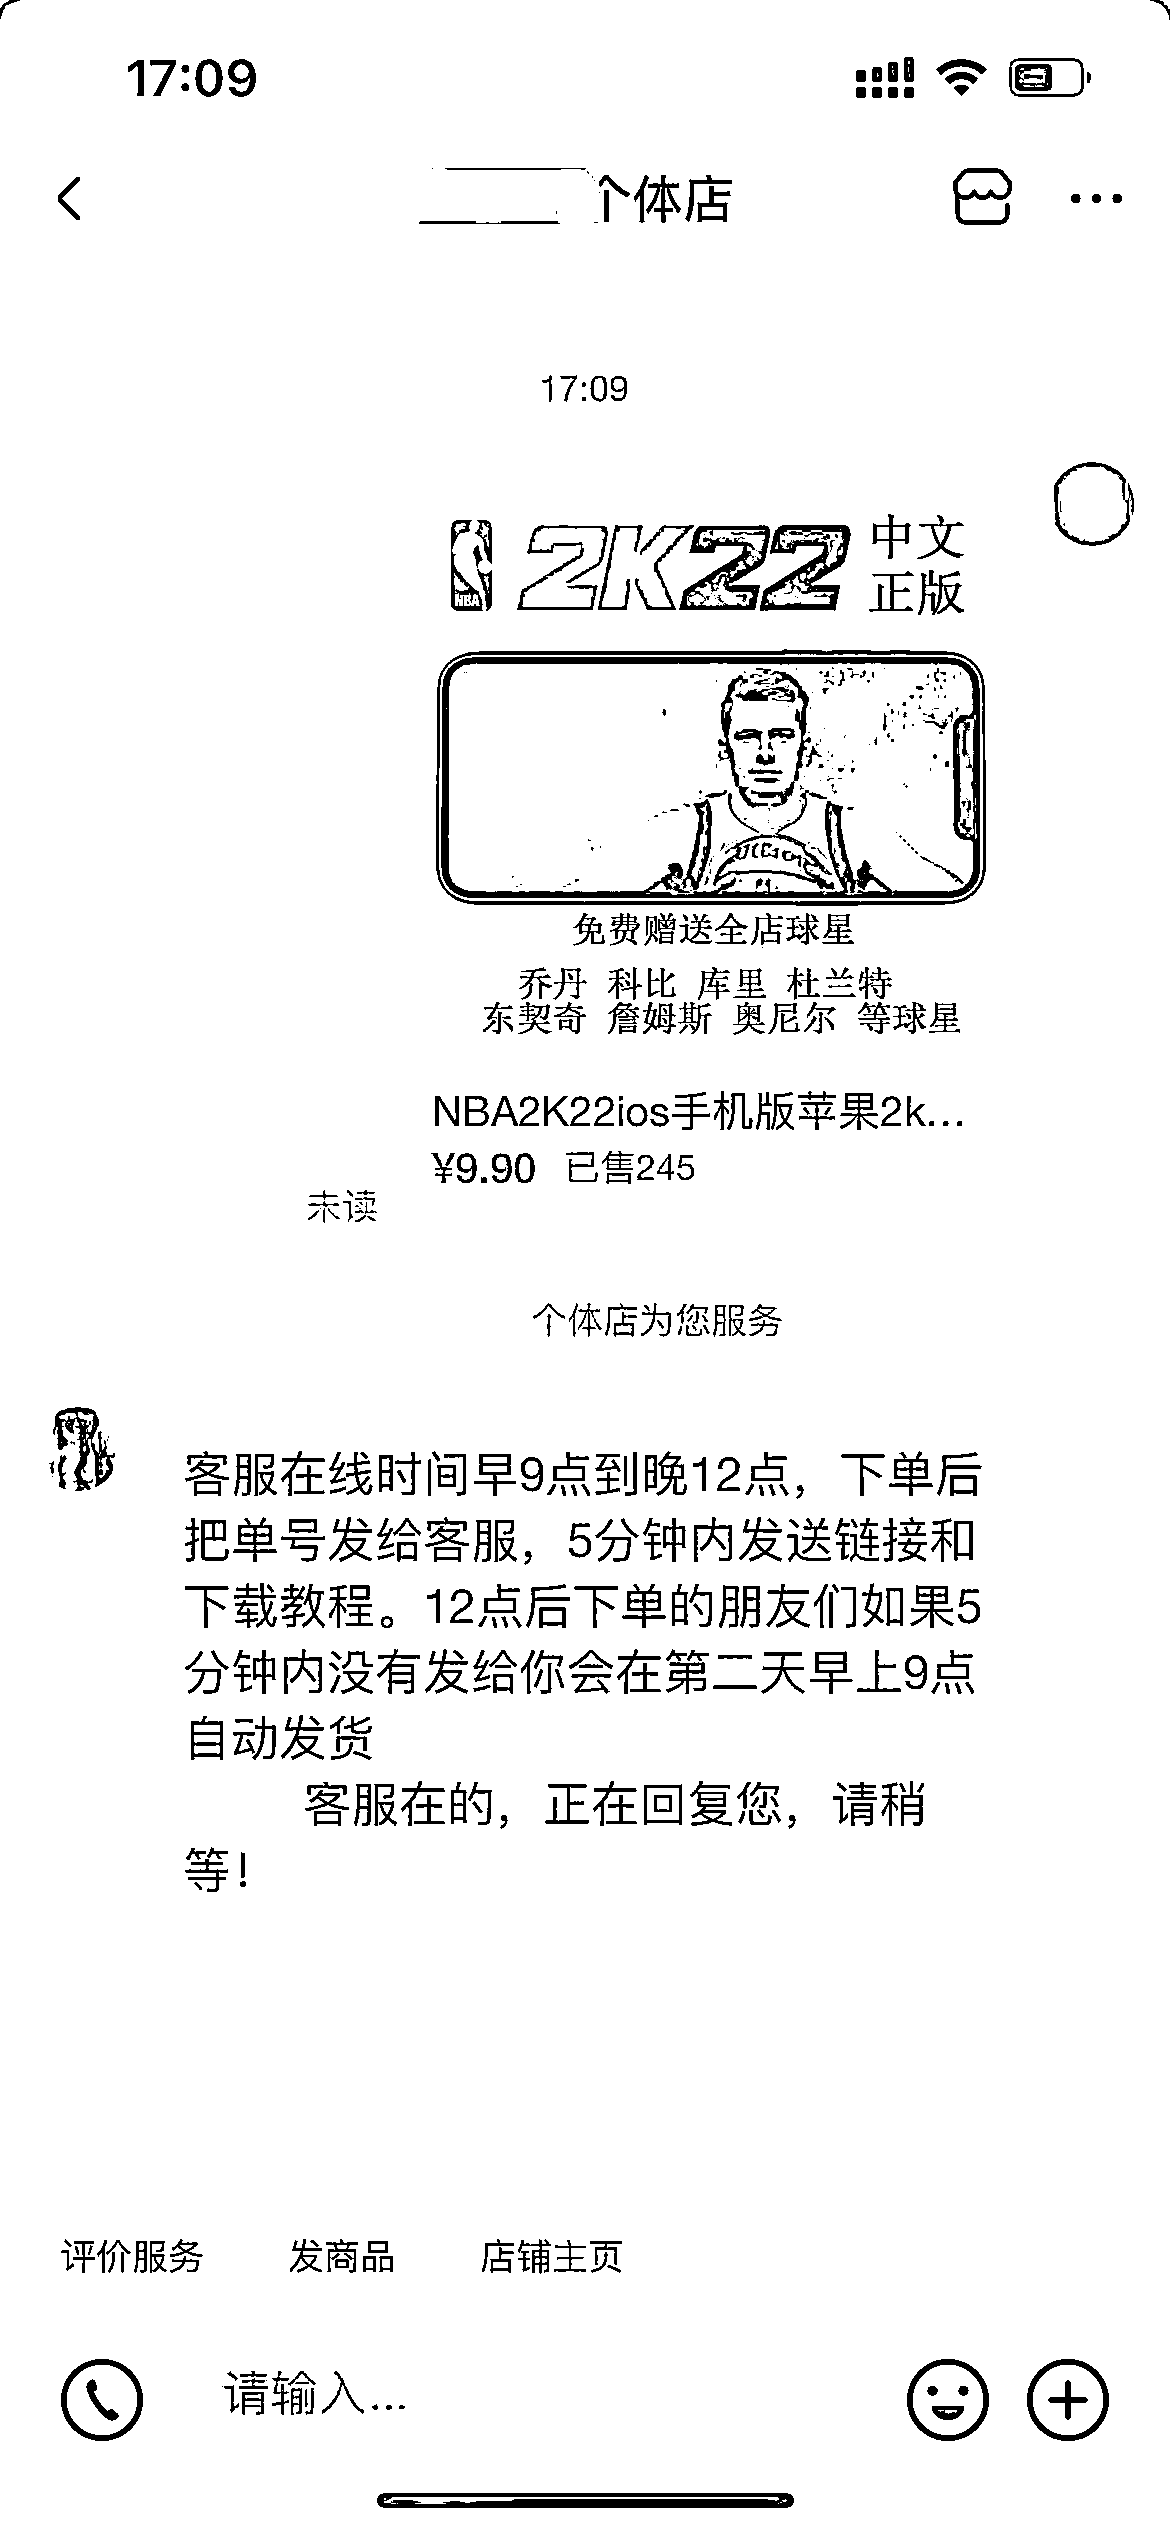 17:09
个体店
17:09
NBA 2K22 中文
正版
免费赠送全店球星
乔丹 科比 库里 杜兰特
东契奇 詹姆斯 奥尼尔 等球星
NBA2K22ios手机版苹果2k...
¥9.90 已售245
未读
个体店为您服务
客服在线时间早9点到晚12点，下单后
把单号发给客服，5分钟内发送链接和
下载教程。12点后下单的朋友们如果5
分钟内没有发给你会在第二天早上9点
自动发货
客服在的，正在回复您，请稍
等！
评价服务 发商品 店铺主页
请输入...